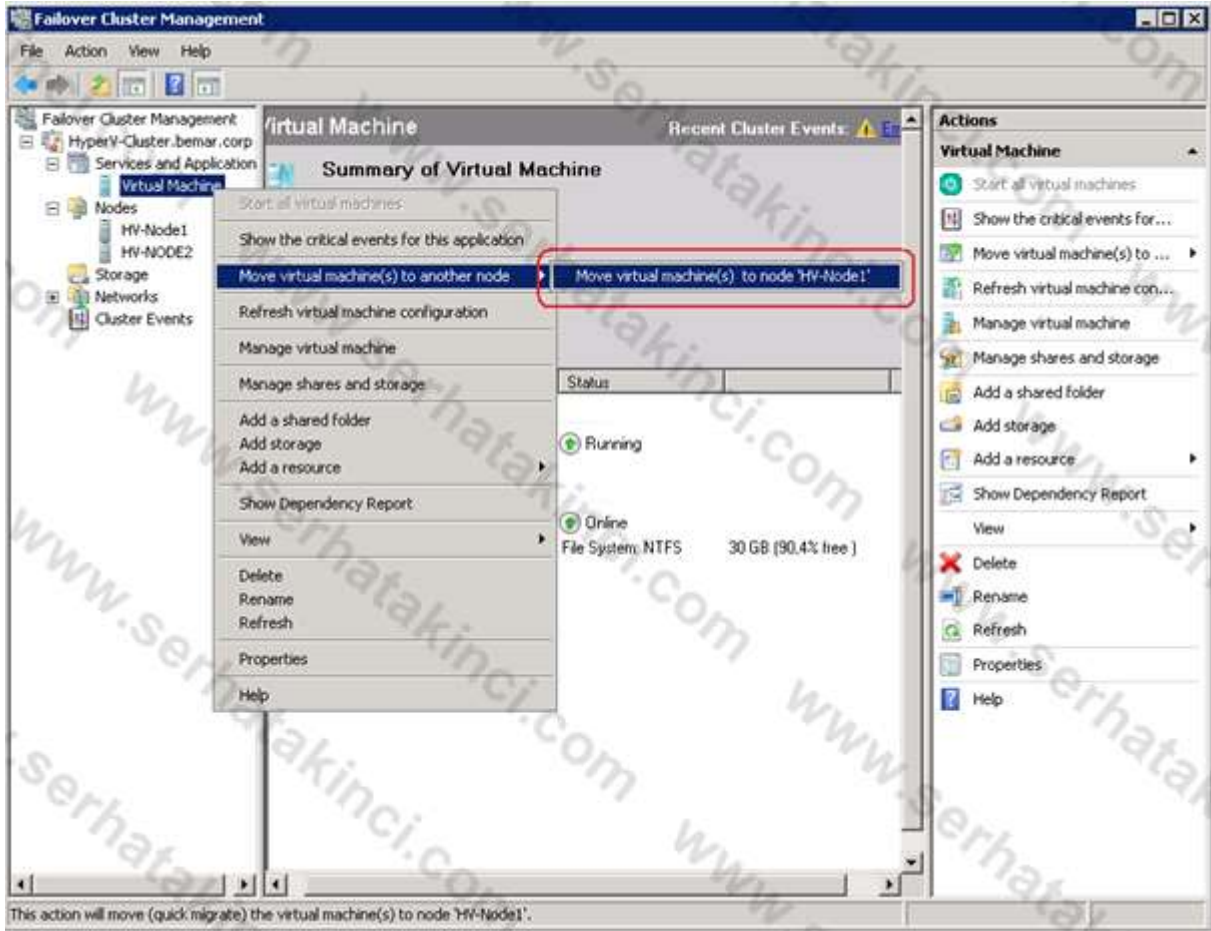 Failover Cluster Management
File Action View Help
Failover Cluster Management
HyperV-Cluster.bemar.corp
Services and Application
Virtual Machine
Nodes
HV-Node1
HV-NODE2
Storage
Networks
Cluster Events
Virtual Machine
Recent Cluster Events:
Summary of Virtual Machine
Start all virtual machines
Show the critical events for this application
Move virtual machine(s) to another node
Move virtual machine(s) to node 'HV-Node1'
Refresh virtual machine configuration
Manage virtual machine
Manage shares and storage
Add a shared folder
Add storage
Add a resource
Show Dependency Report
View
Delete
Rename
Refresh
Properties
Help
Status
Running
Online
File System: NTFS 30 GB (90,4% free )
Actions
Virtual Machine
Start all virtual machines
Show the critical events for...
Move virtual machine(s) to ...
Refresh virtual machine con...
Manage virtual machine
Manage shares and storage
Add a shared folder
Add storage
Add a resource
Show Dependency Report
View
Delete
Rename
Refresh
Properties
Help
This action will move (quick migrate) the virtual machine(s) to node 'HV-Node1'.
www.serhatakinci.com